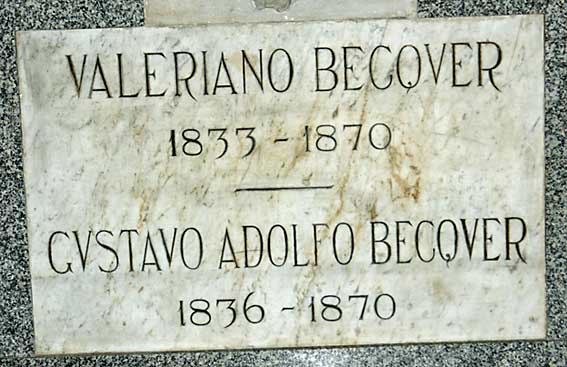 VALERIANO BECQVER
1833 - 1870
GVSTAVO ADOLFO BECQVER
1836 - 1870